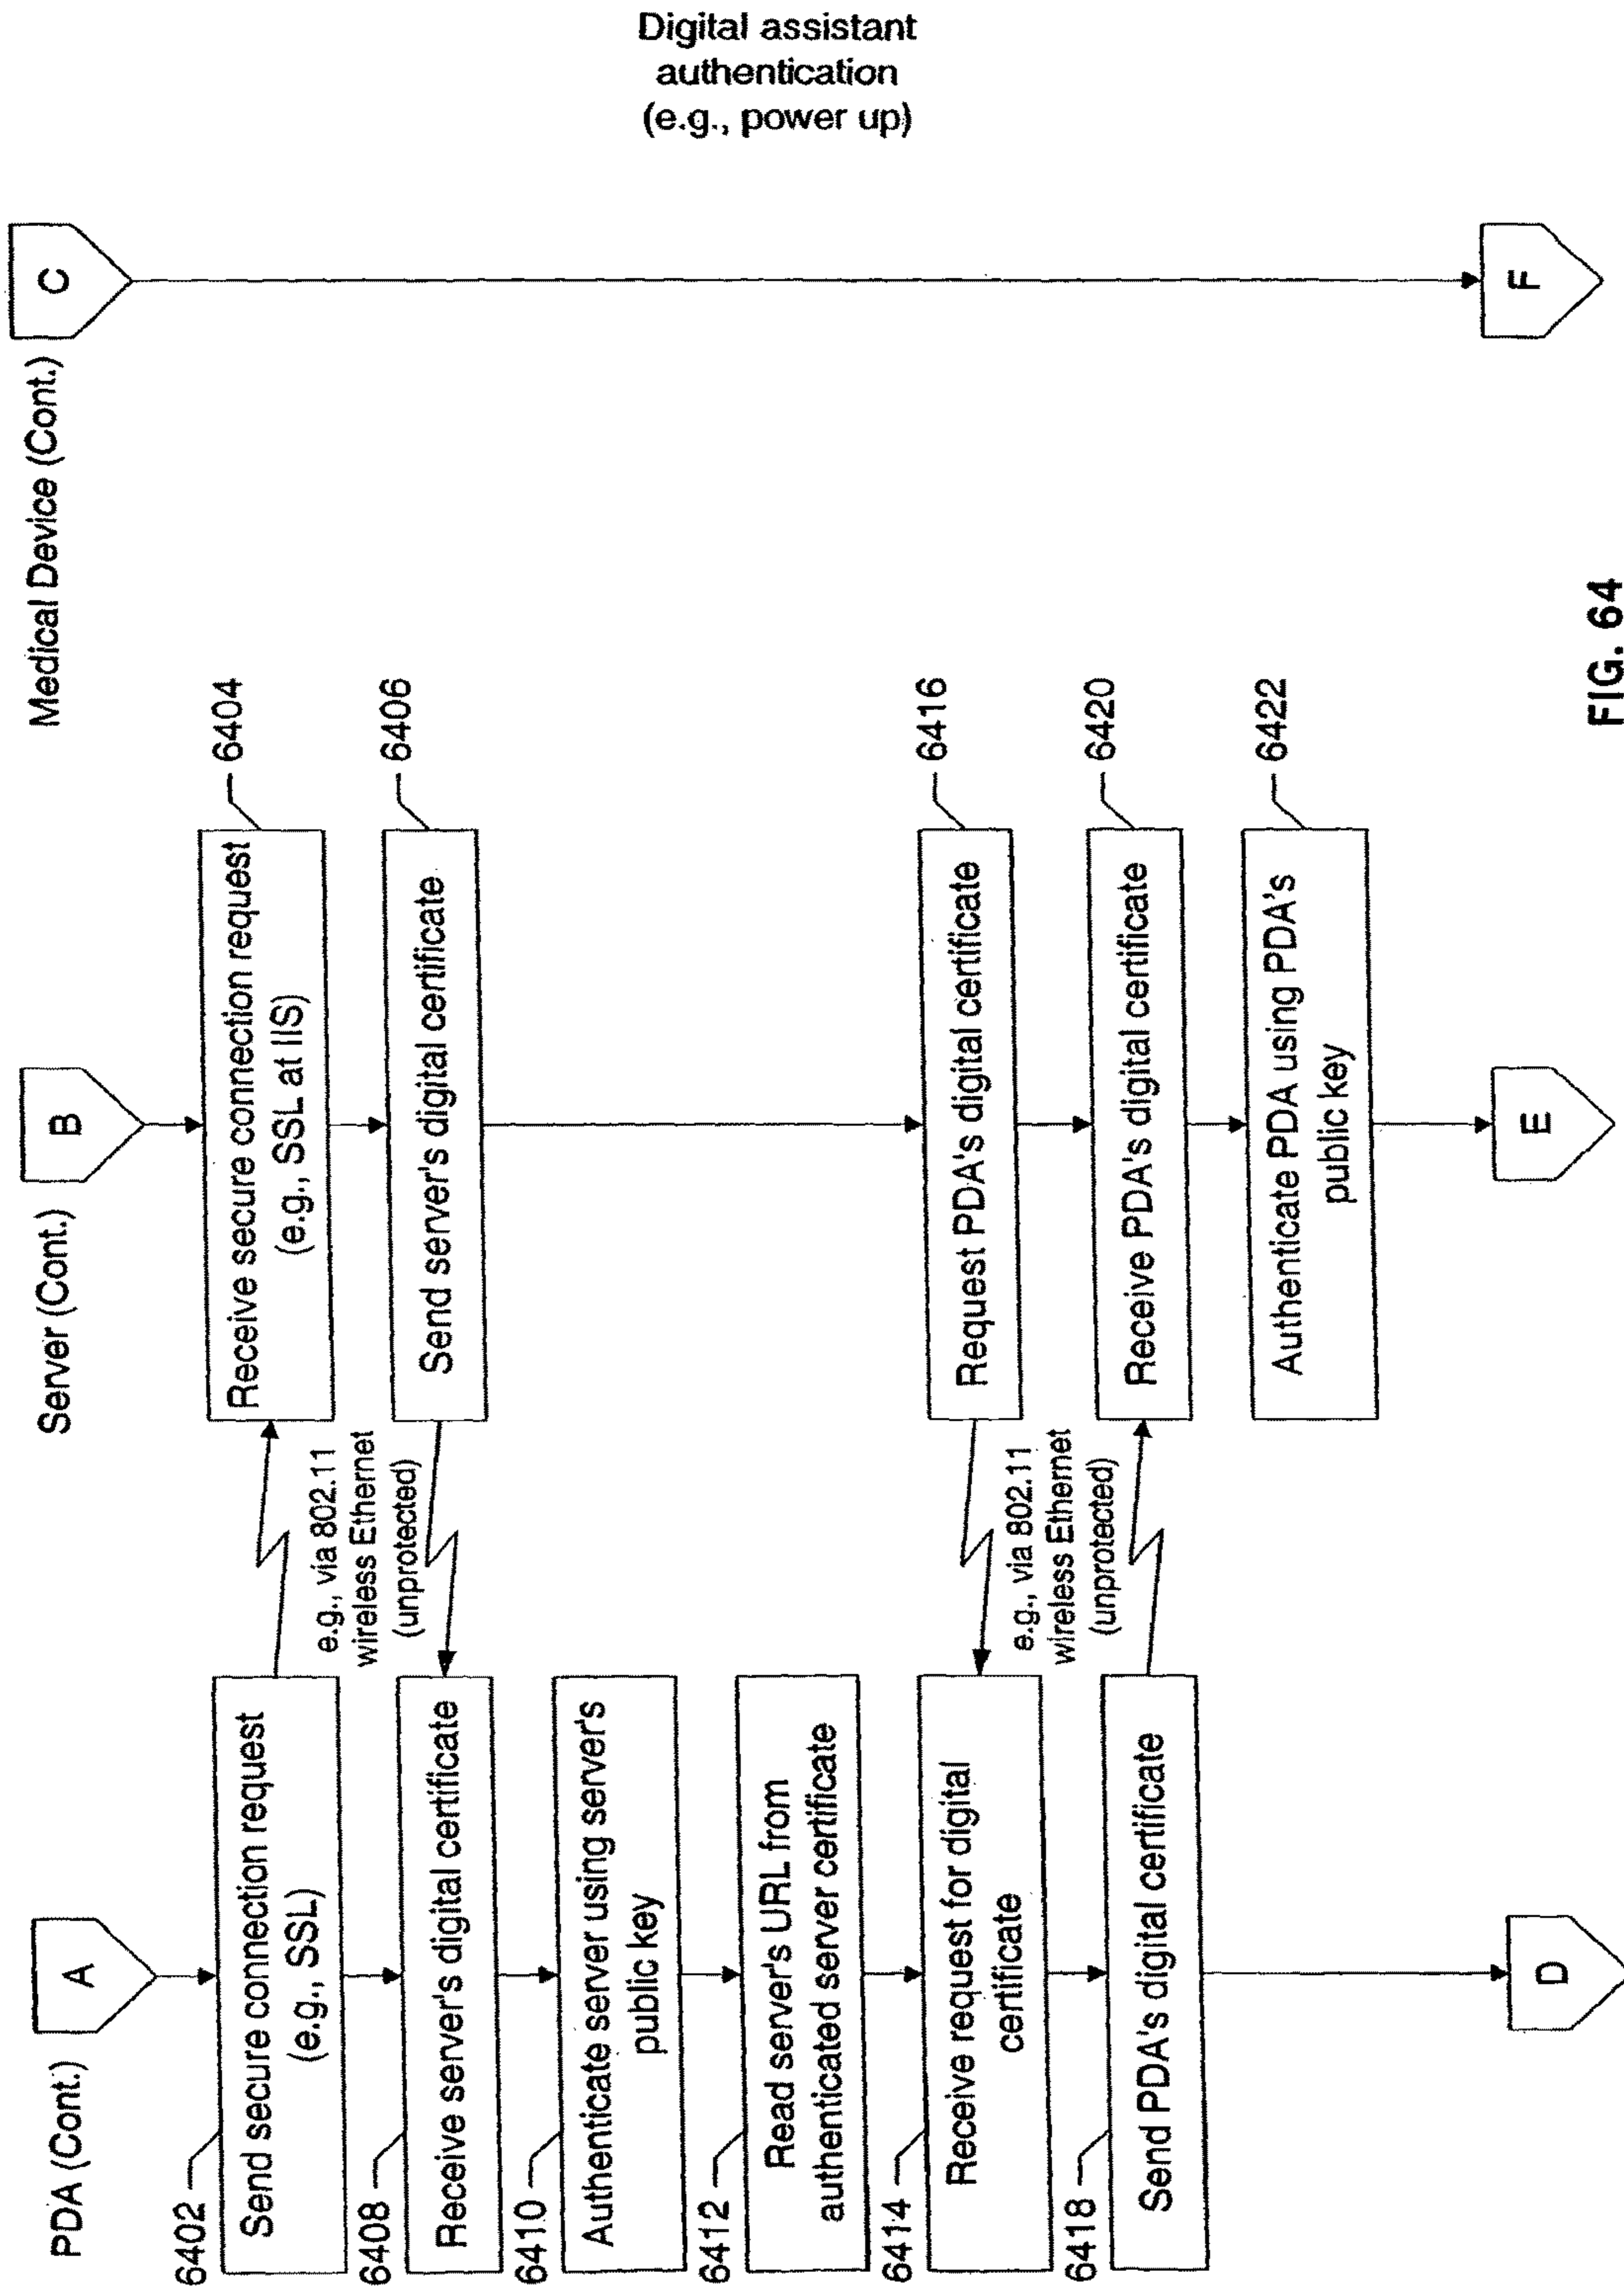 PDA (Cont.)
A
6402
Send secure connection request
(e.g., SSL)
6408
Receive server's digital certificate
6410
Authenticate server using server's
public key
6412
Read server's URL from
authenticated server certificate
6414
Receive request for digital
certificate
6418
Send PDA's digital certificate
D
e.g., via 802.11
wireless Ethernet
(unprotected)
e.g., via 802.11
wireless Ethernet
(unprotected)
Server (Cont.)
B
Receive secure connection request
(e.g., SSL at IIS)
6404
Send server's digital certificate
6406
Request PDA's digital certificate
6416
Receive PDA's digital certificate
6420
Authenticate PDA using PDA's
public key
6422
E
Medical Device (Cont.)
C
F
Digital assistant
authentication
(e.g., power up)
FIG. 64